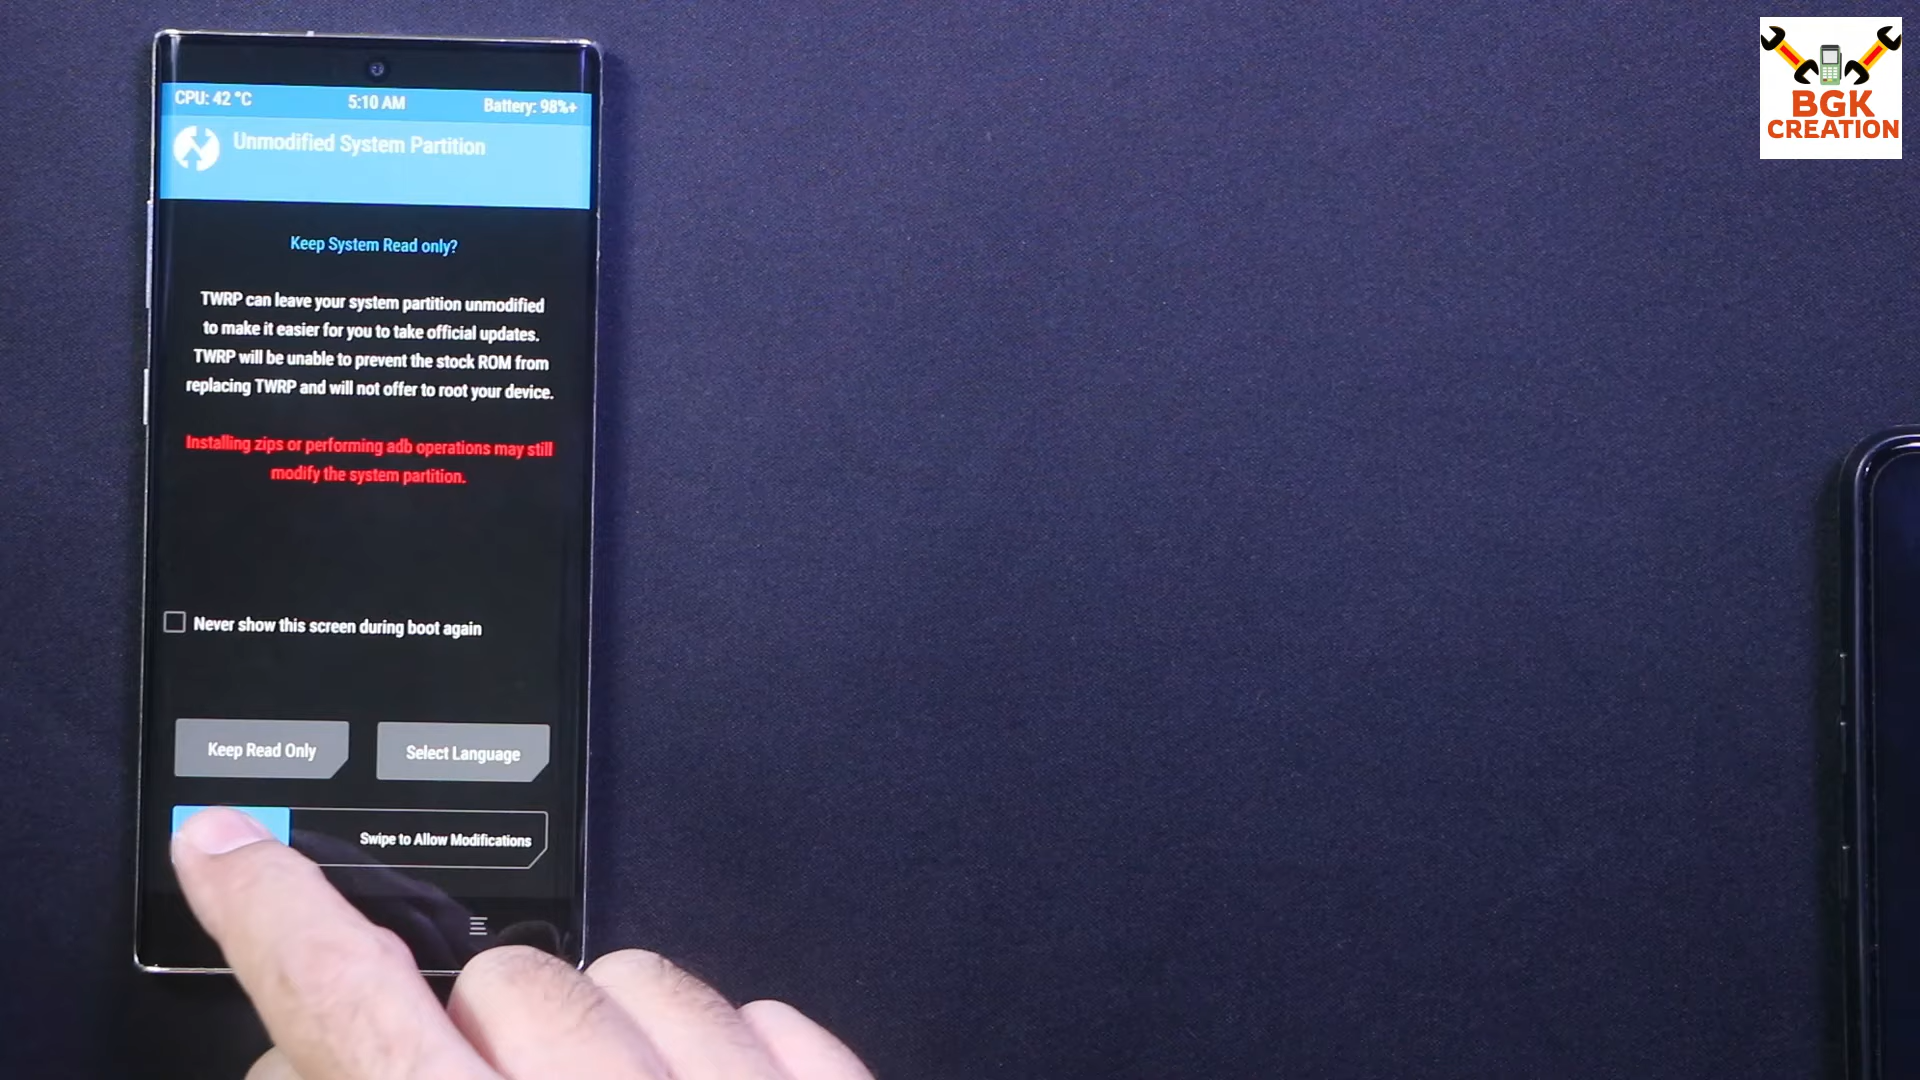 CPU: 42 °C 5:10 AM Battery: 98%+
Unmodified System Partition
Keep System Read only?
TWRP can leave your system partition unmodified
to make it easier for you to take official updates.
TWRP will be unable to prevent the stock ROM from
replacing TWRP and will not offer to root your device.
Installing zips or performing adb operations may still
modify the system partition.
Never show this screen during boot again
Keep Read Only Select Language
Swipe to Allow Modifications
BGK
CREATION